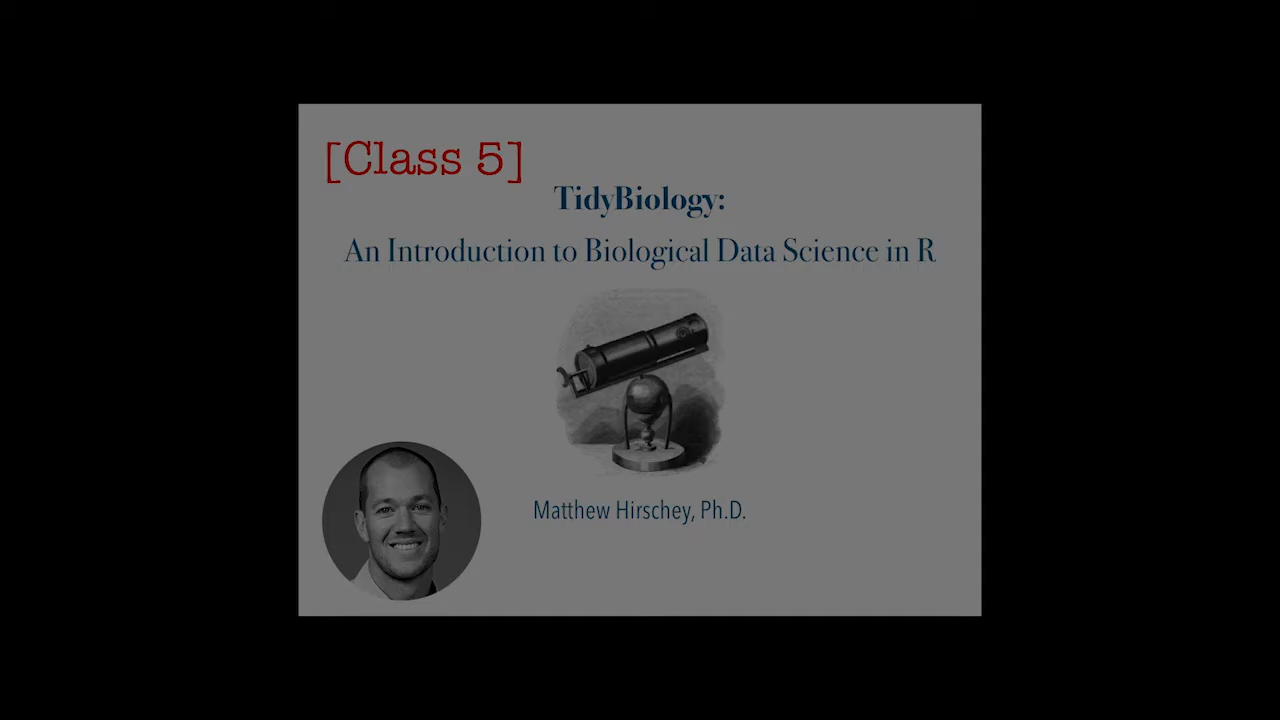 [Class 5]
TidyBiology:
An Introduction to Biological Data Science in R
Matthew Hirschey, Ph.D.